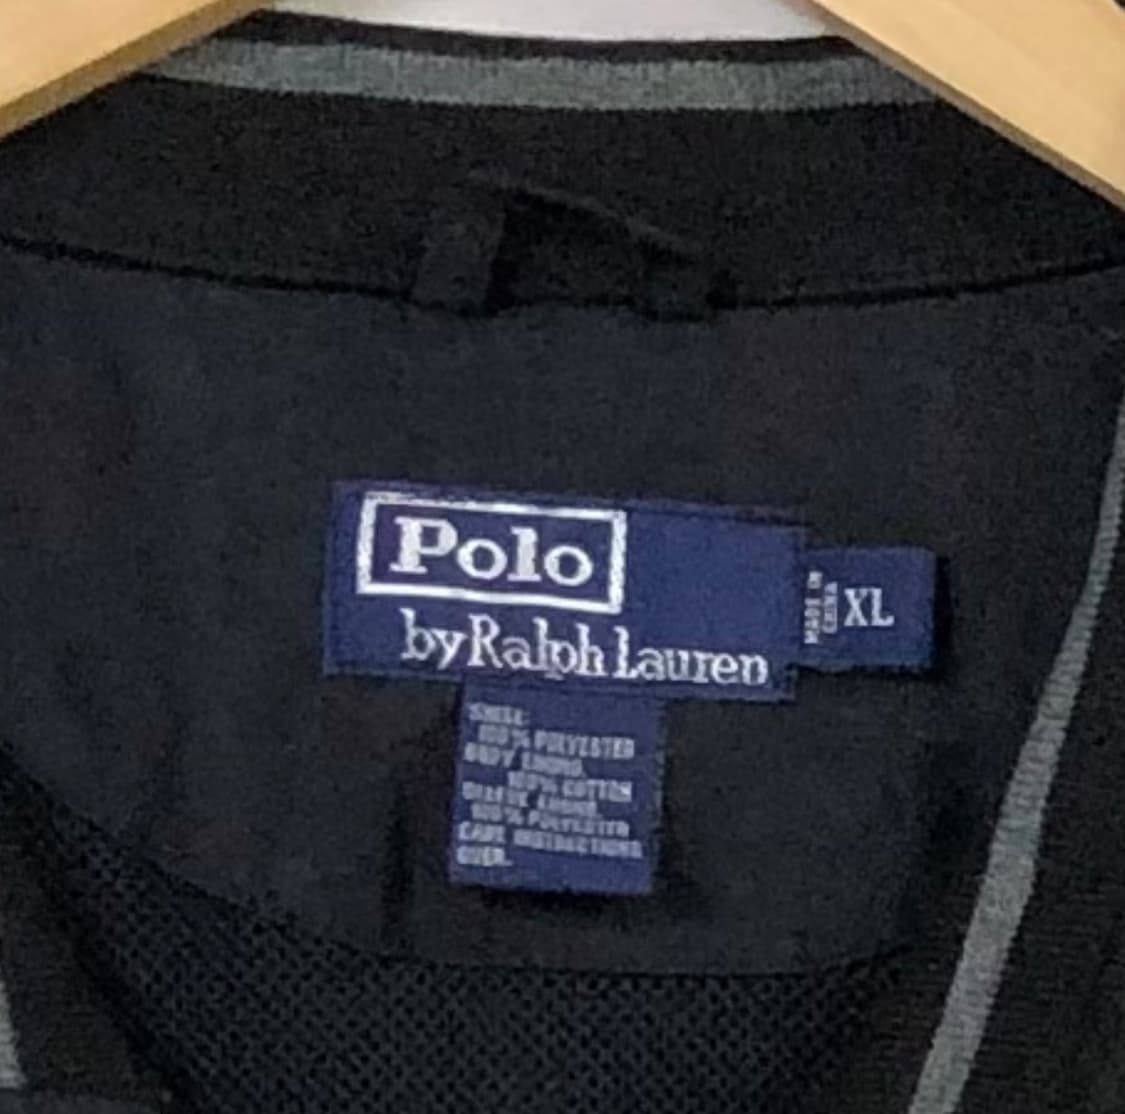 Polo
by Ralph Lauren
MADE IN
CHINA
XL
SHELL:
100% POLYESTER
BODY LINING:
100% COTTON
SLEEVE LINING:
100% POLYESTER
CARE INSTRUCTIONS
OVER.